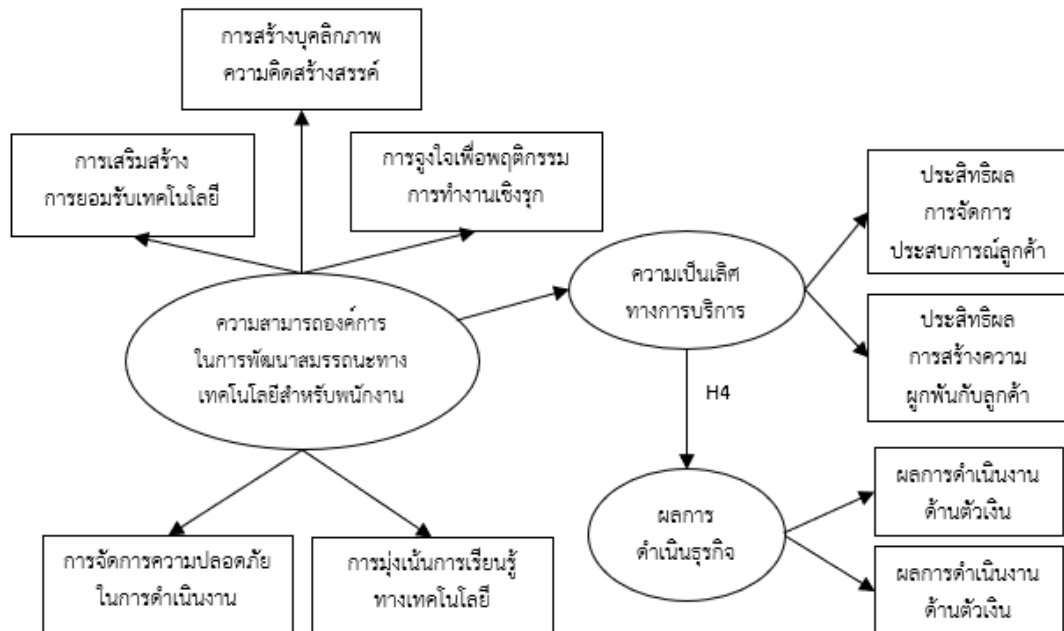 การสร้างบุคลิกภาพ
ความคิดสร้างสรรค์
การเสริมสร้าง
การยอมรับเทคโนโลยี
การจูงใจเพื่อพฤติกรรม
การทำงานเชิงรุก
ประสิทธิผล
การจัดการ
ประสบการณ์ลูกค้า
ความเป็นเลิศ
ทางการบริการ
ความสามารถองค์การ
ในการพัฒนาสมรรถนะทาง
เทคโนโลยีสำหรับพนักงาน
ประสิทธิผล
การสร้างความ
ผูกพันกับลูกค้า
H4
ผลการดำเนินงาน
ด้านตัวเงิน
ผลการ
ดำเนินธุรกิจ
การจัดการความปลอดภัย
ในการดำเนินงาน
การมุ่งเน้นการเรียนรู้
ทางเทคโนโลยี
ผลการดำเนินงาน
ด้านตัวเงิน